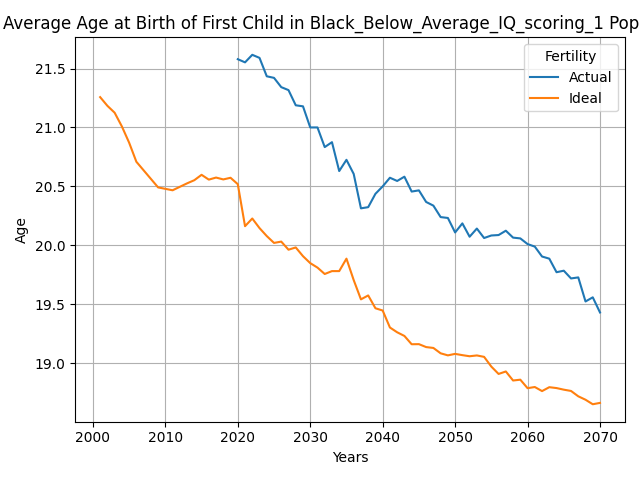 Average Age at Birth of First Child in Black_Below_Average_IQ_scoring_1 Pop
Fertility
Actual
Ideal
21.5
21.0
20.5
20.0
19.5
19.0
Age
2000 2010 2020 2030 2040 2050 2060 2070
Years